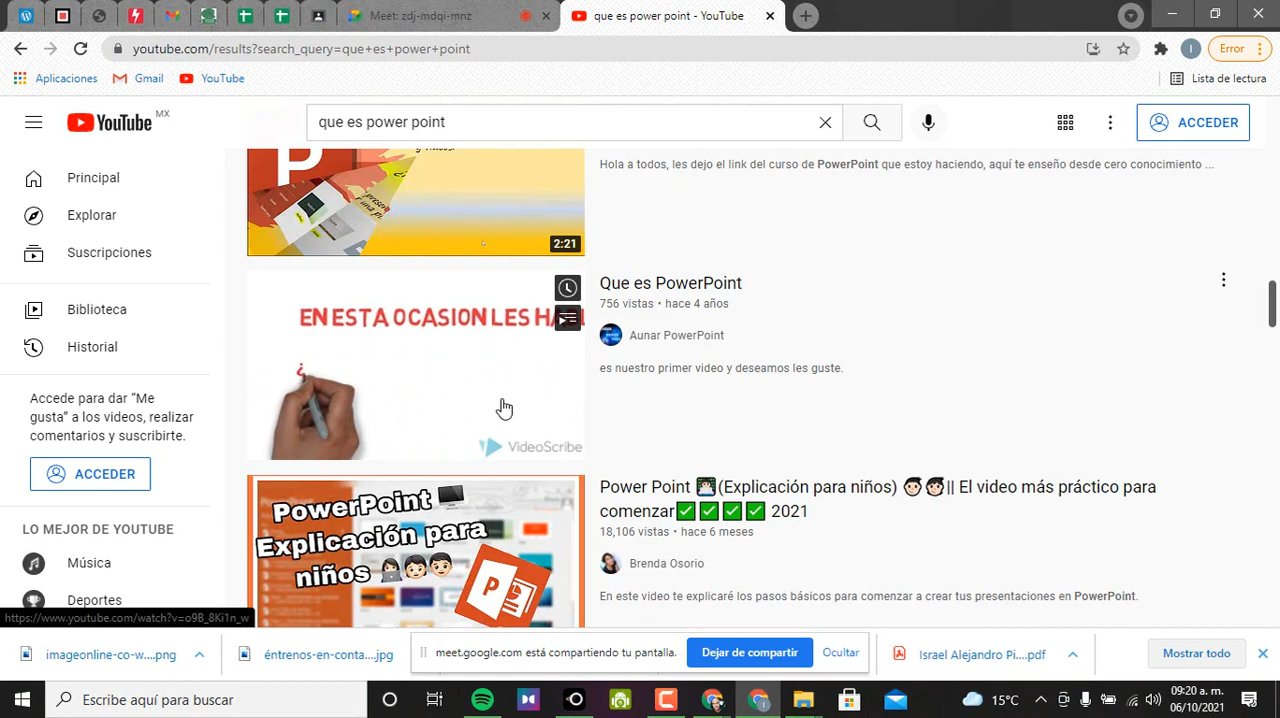 Meet: zdj-mdqi-mnz
que es power point - YouTube
youtube.com/results?search_query=que+es+power+point
Error
Aplicaciones
Gmail
YouTube
Lista de lectura
YouTube MX
que es power point
ACCEDER
Principal
Explorar
Suscripciones
Biblioteca
Historial
Accede para dar “Me
gusta” a los videos, realizar
comentarios y suscribirte.
ACCEDER
LO MEJOR DE YOUTUBE
Música
Deportes
https://www.youtube.com/watch?v=o9B_8Ki1n_w
P
2:21
Hola a todos, les dejo el link del curso de PowerPoint que estoy haciendo, aquí te enseño desde cero conocimiento ...
EN ESTA OCASION LES
¿
VideoScribe
Que es PowerPoint
756 vistas • hace 4 años
Aunar PowerPoint
es nuestro primer video y deseamos les guste.
PowerPoint
Explicación para
niños
P
Power Point 👩🏻‍💻(Explicación para niños) 👦🏻👧🏻|| El video más práctico para
comenzar✅✅✅✅ 2021
18,106 vistas • hace 6 meses
Brenda Osorio
En este video te explicaré los pasos básicos para comenzar a crear tus presentaciones en PowerPoint.
imageonline-co-w....png
éntrenos-en-conta....jpg
meet.google.com está compartiendo tu pantalla.
Dejar de compartir
Ocultar
Israel Alejandro Pi....pdf
Mostrar todo
Escribe aquí para buscar
15°C
09:20 a. m.
06/10/2021